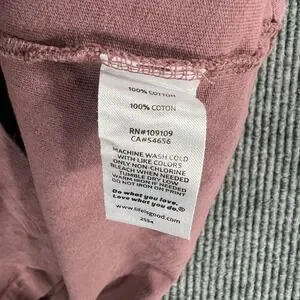 100% COTTON
100% COTON
RN#109109
CA#54656
MACHINE WASH COLD
WITH LIKE COLORS
ONLY NON-CHLORINE
BLEACH WHEN NEEDED
TUMBLE DRY LOW
WARM IRON IF NEEDED
DO NOT IRON ON PRINT
Do what you love.
Love what you do.®
www.lifeisgood.com
2554